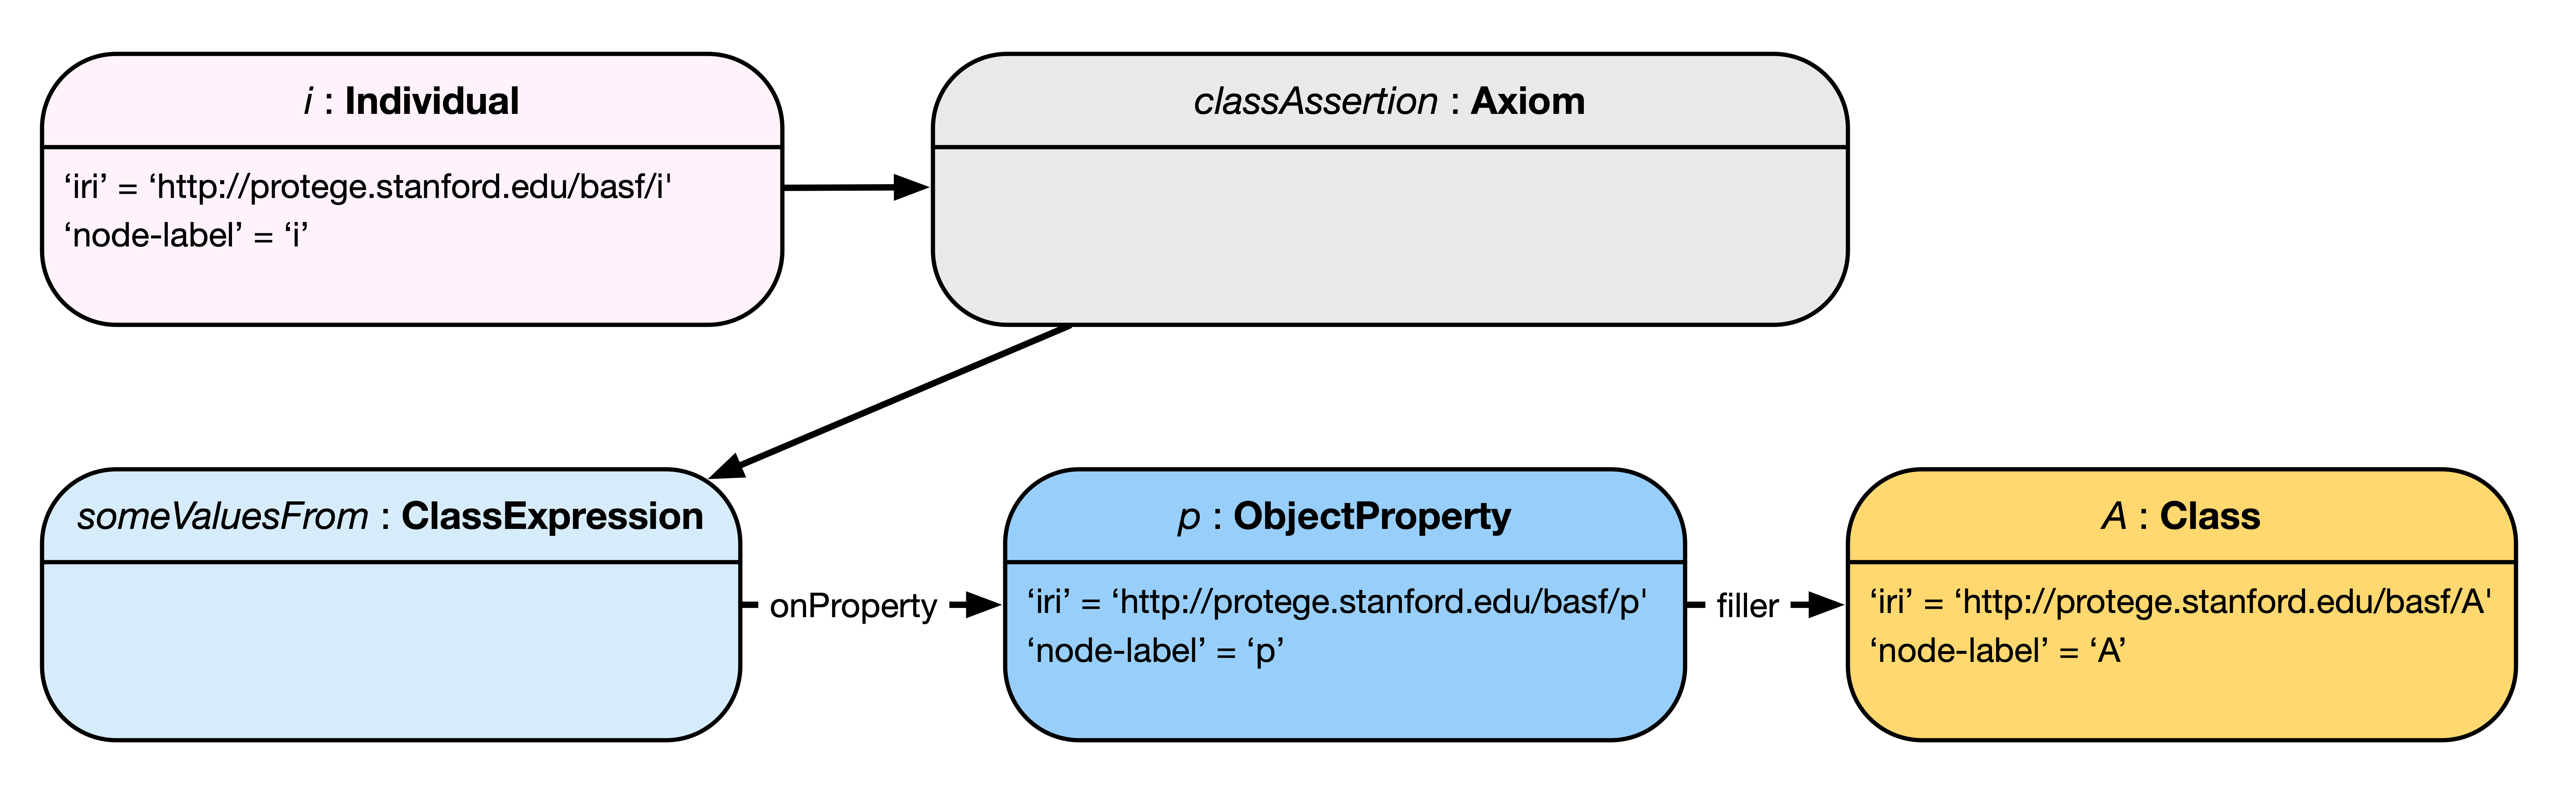 i : Individual
‘iri’ = ‘http://protege.stanford.edu/basf/i'
‘node-label’ = ‘i’
classAssertion : Axiom
someValuesFrom : ClassExpression
onProperty
p : ObjectProperty
‘iri’ = ‘http://protege.stanford.edu/basf/p'
‘node-label’ = ‘p’
filler
A : Class
‘iri’ = ‘http://protege.stanford.edu/basf/A'
‘node-label’ = ‘A’